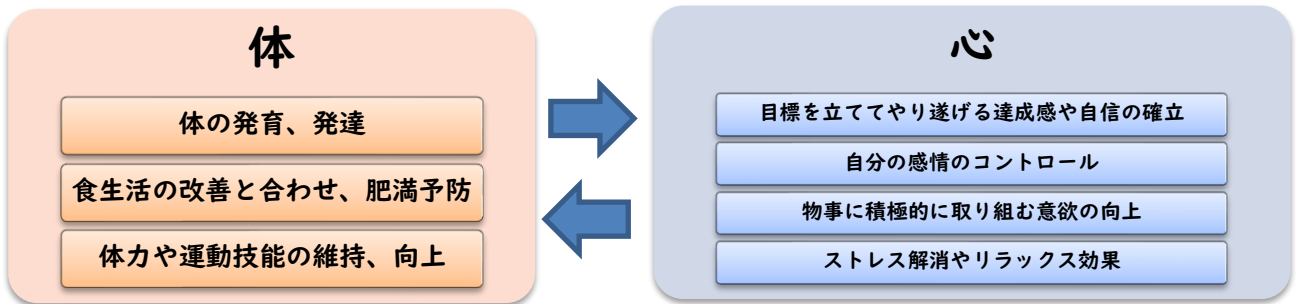 体
体の発育、発達
食生活の改善と合わせ、肥満予防
体力や運動技能の維持、向上
心
目標を立ててやり遂げる達成感や自信の確立
自分の感情のコントロール
物事に積極的に取り組む意欲の向上
ストレス解消やリラックス効果